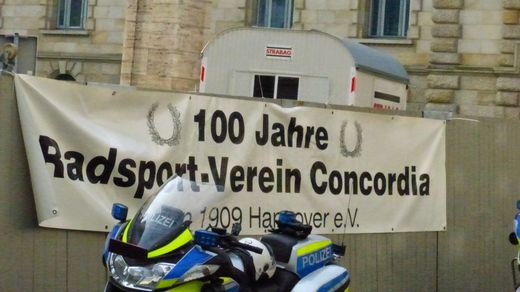 STRABAG
100 Jahre
Radsport-Verein Concordia
1909 Hannover e.V.
POLIZEI
POLIZEI